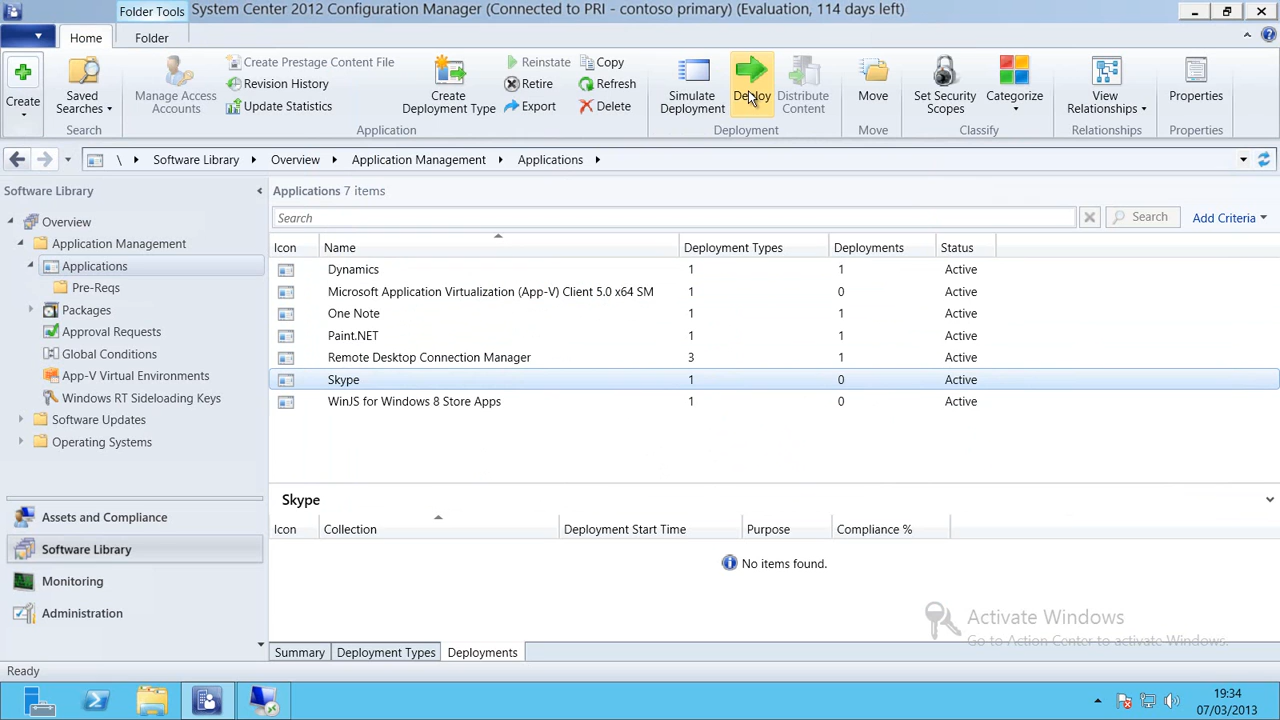 Folder Tools
System Center 2012 Configuration Manager (Connected to PRI - contoso primary) (Evaluation, 114 days left)
Home
Folder
Create
Saved Searches
Search
Manage Access Accounts
Create Prestage Content File
Revision History
Update Statistics
Create Deployment Type
Reinstate
Retire
Export
Copy
Refresh
Delete
Application
Simulate Deployment
Deploy
Distribute Content
Deployment
Move
Move
Set Security Scopes
Categorize
Classify
View Relationships
Relationships
Properties
Properties
\ Software Library Overview Application Management Applications
Software Library
Overview
Application Management
Applications
Pre-Reqs
Packages
Approval Requests
Global Conditions
App-V Virtual Environments
Windows RT Sideloading Keys
Software Updates
Operating Systems
Assets and Compliance
Software Library
Monitoring
Administration
Applications 7 items
Search
Search
Add Criteria
Icon Name Deployment Types Deployments Status
Dynamics 1 1 Active
Microsoft Application Virtualization (App-V) Client 5.0 x64 SM 1 0 Active
One Note 1 1 Active
Paint.NET 1 1 Active
Remote Desktop Connection Manager 3 1 Active
Skype 1 0 Active
WinJS for Windows 8 Store Apps 1 0 Active
Skype
Icon Collection Deployment Start Time Purpose Compliance %
No items found.
Activate Windows
Go to Action Center to activate Windows.
Summary Deployment Types Deployments
Ready
19:34
07/03/2013